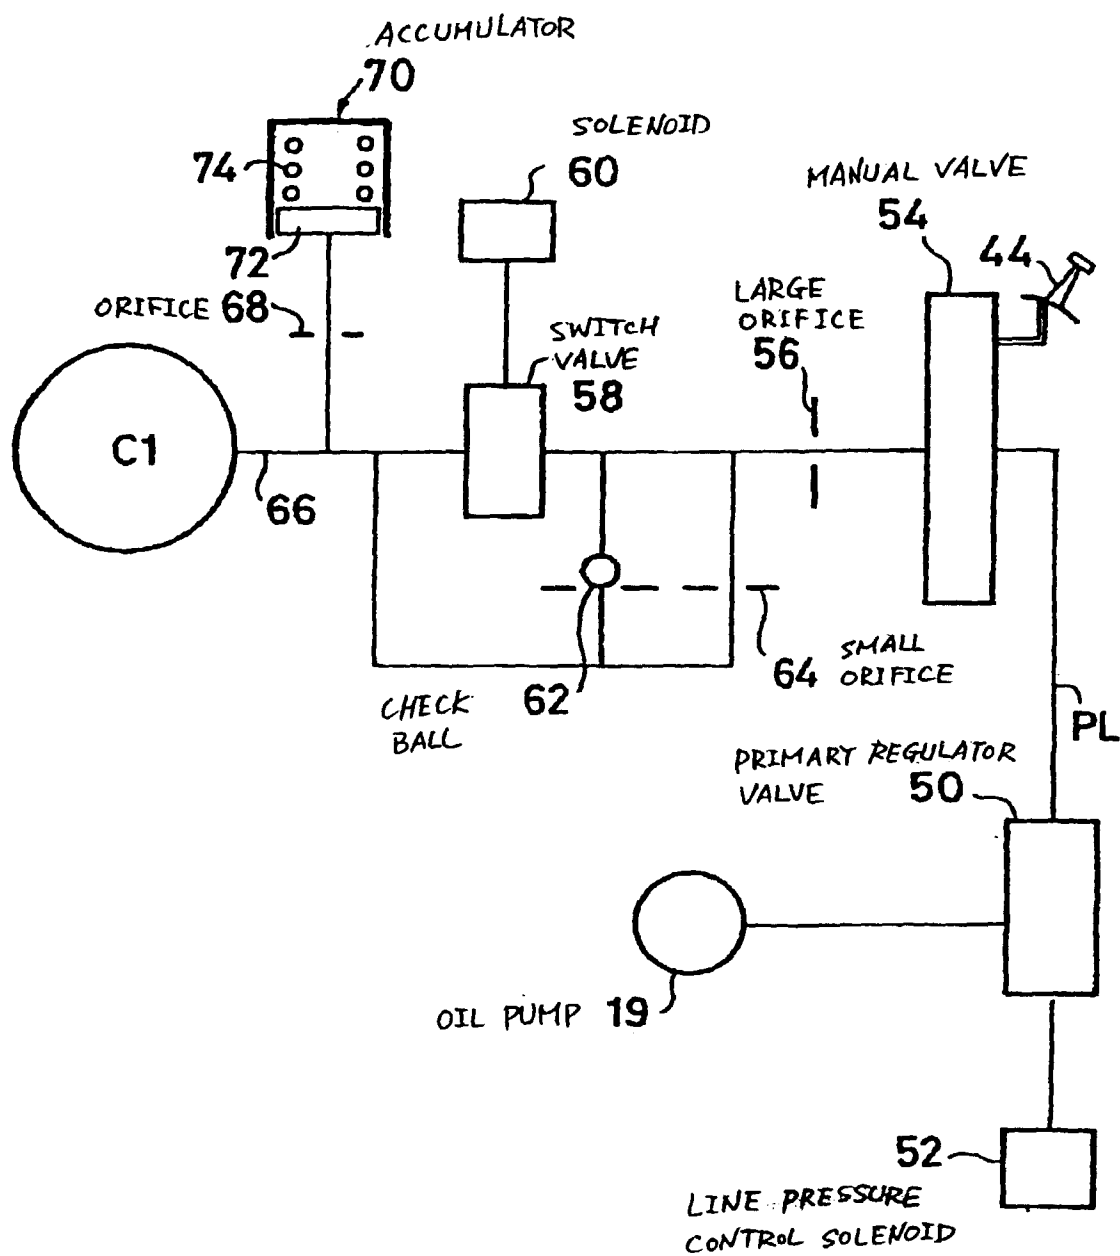 ACCUMULATOR
70
74
72
SOLENOID
60
MANUAL VALVE
54
44
ORIFICE 68
SWITCH
VALVE
58
LARGE
ORIFICE
56
C1
66
62
CHECK
BALL
64
SMALL
ORIFICE
PL
PRIMARY REGULATOR
VALVE 50
OIL PUMP 19
52
LINE PRESSURE
CONTROL SOLENOID